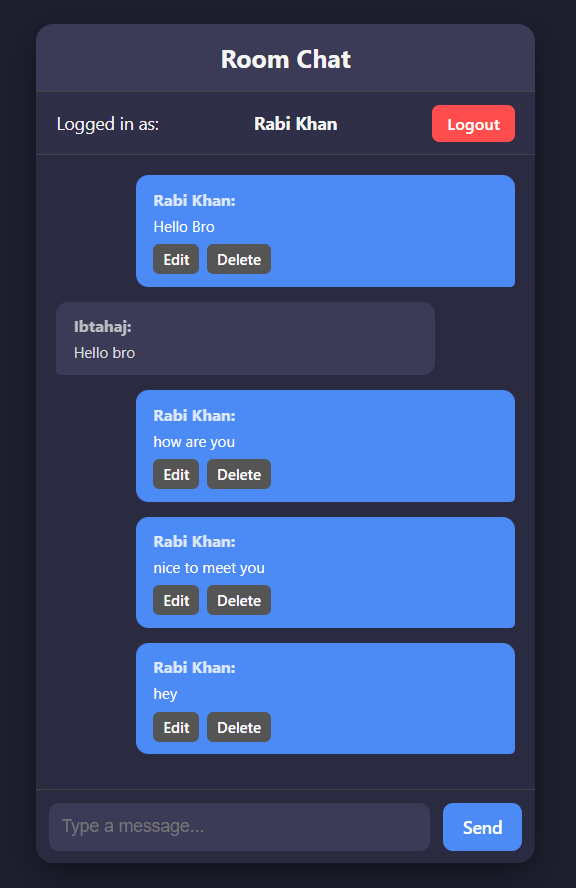 Room Chat
Logged in as: Rabi Khan Logout
Rabi Khan:
Hello Bro
Edit Delete
Ibtahaj:
Hello bro
Rabi Khan:
how are you
Edit Delete
Rabi Khan:
nice to meet you
Edit Delete
Rabi Khan:
hey
Edit Delete
Type a message... Send